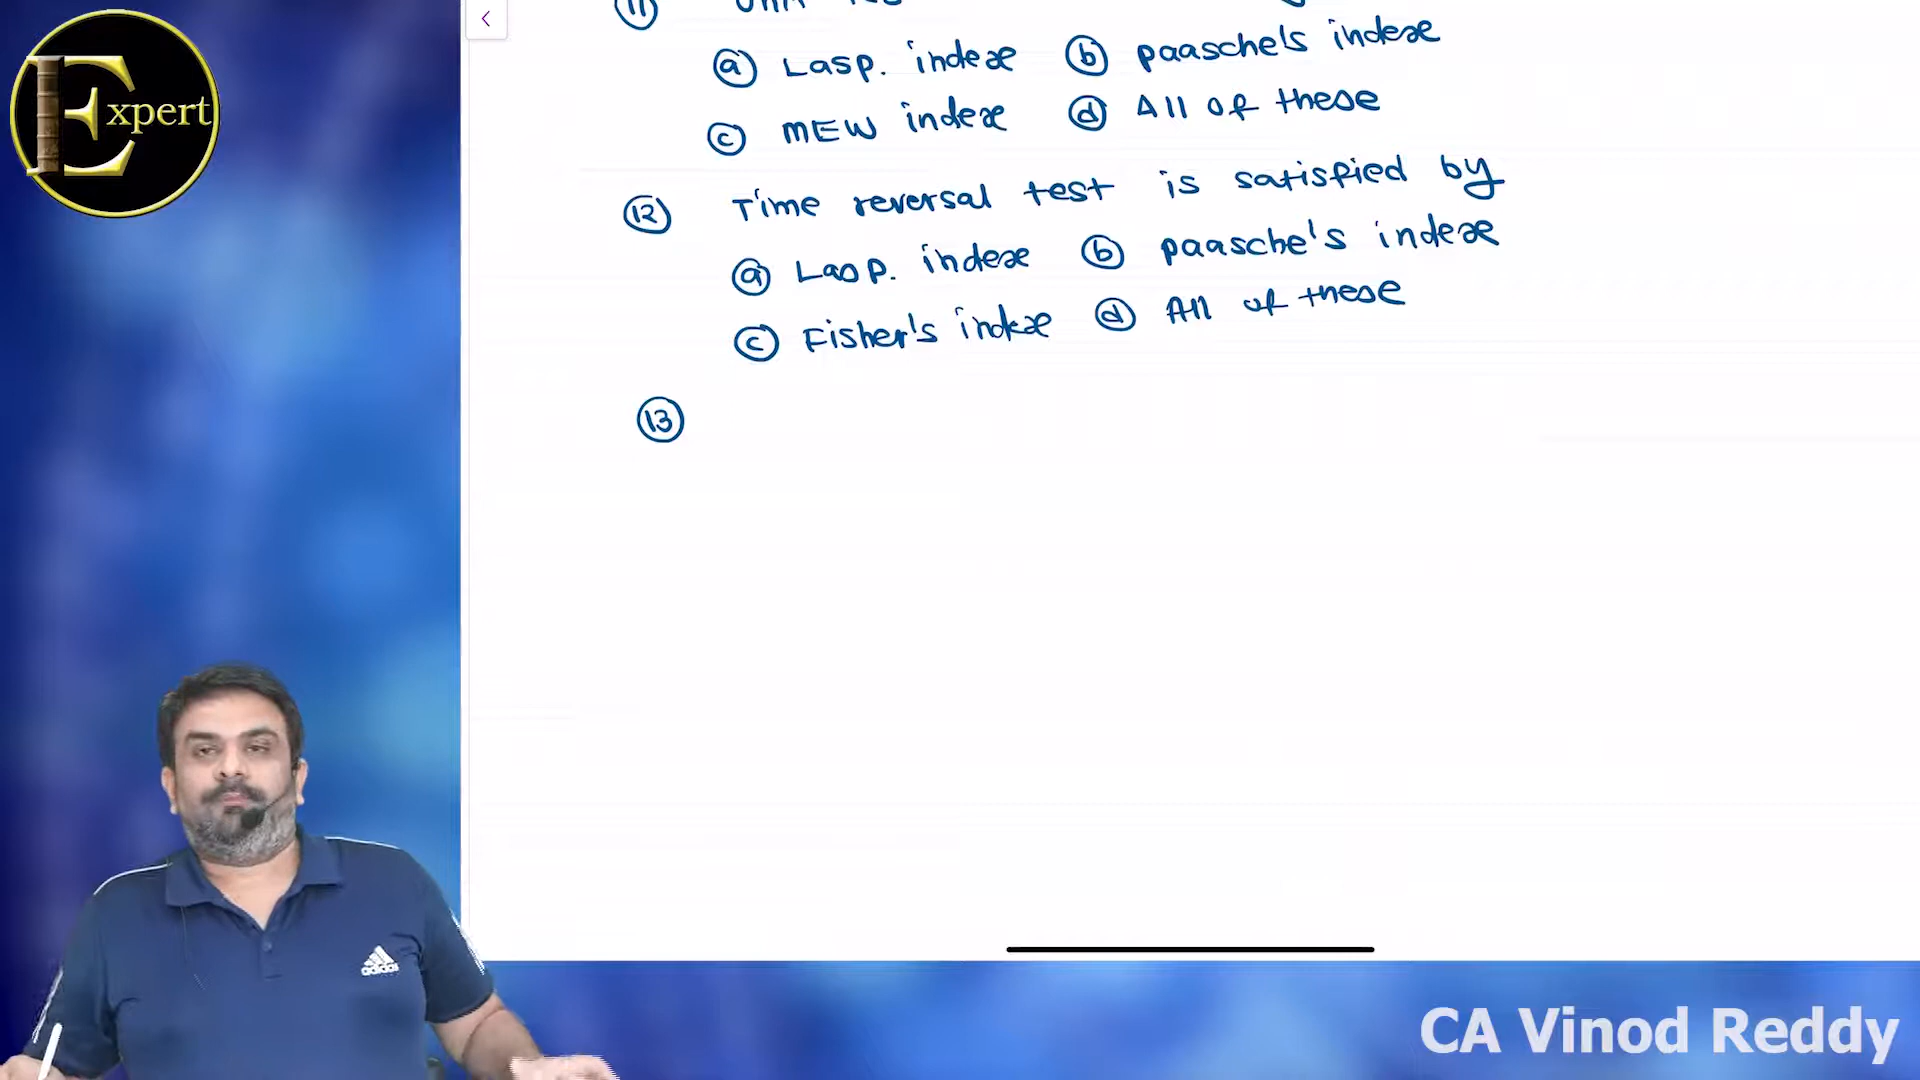 Expert
11
a Lasp. index b paasche's index
c MEW index d All of these
12 Time reversal test is satisfied by
a Lasp. index b paasche's index
c Fisher's index d All of these
13
adidas
CA Vinod Reddy